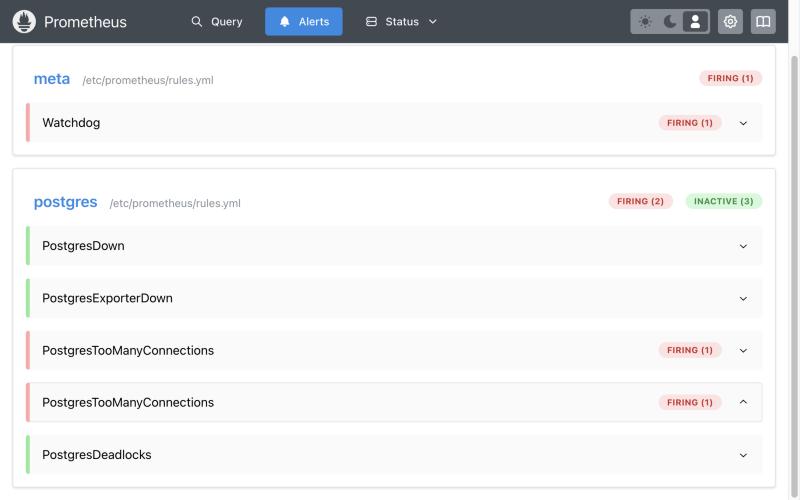 Prometheus Query Alerts Status
meta /etc/prometheus/rules.yml FIRING (1)
Watchdog FIRING (1)
postgres /etc/prometheus/rules.yml FIRING (2) INACTIVE (3)
PostgresDown
PostgresExporterDown
PostgresTooManyConnections FIRING (1)
PostgresTooManyConnections FIRING (1)
PostgresDeadlocks